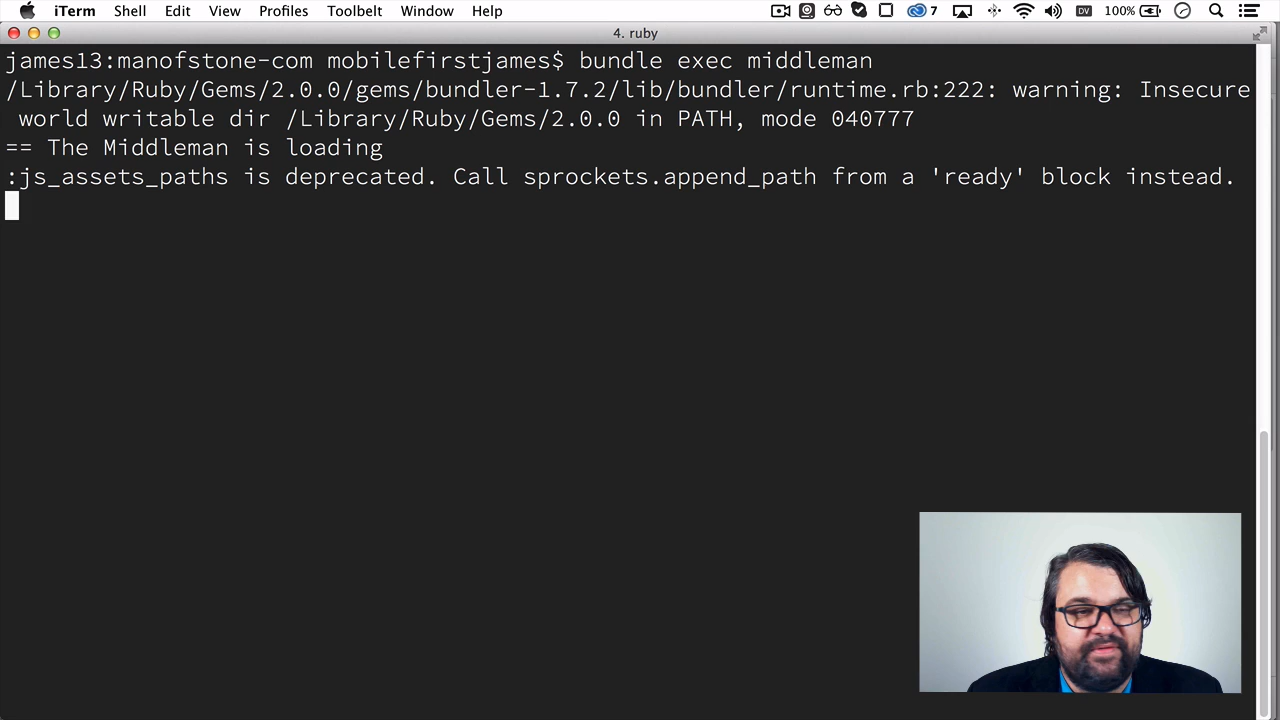 iTerm Shell Edit View Profiles Toolbelt Window Help 7 DV 100%
4. ruby
james13:manofstone-com mobilefirstjames$ bundle exec middleman
/Library/Ruby/Gems/2.0.0/gems/bundler-1.7.2/lib/bundler/runtime.rb:222: warning: Insecure
world writable dir /Library/Ruby/Gems/2.0.0 in PATH, mode 040777
== The Middleman is loading
:js_assets_paths is deprecated. Call sprockets.append_path from a 'ready' block instead.